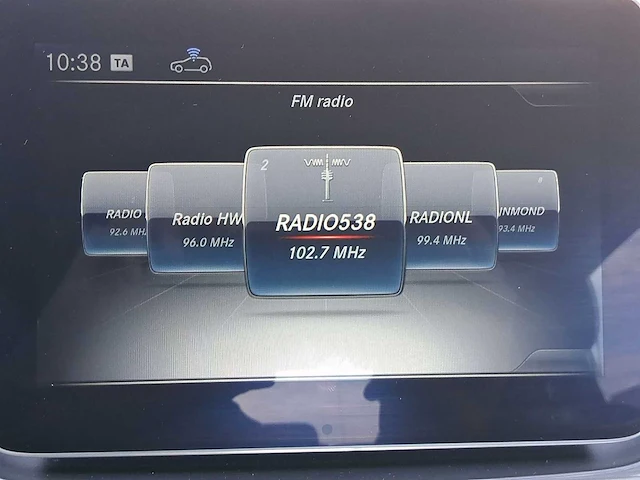 10:38 TA
FM radio
RADIO
92.6 MHz
Radio HW
96.0 MHz
2
RADIO538
102.7 MHz
RADIONL
99.4 MHz
INMOND
93.4 MHz